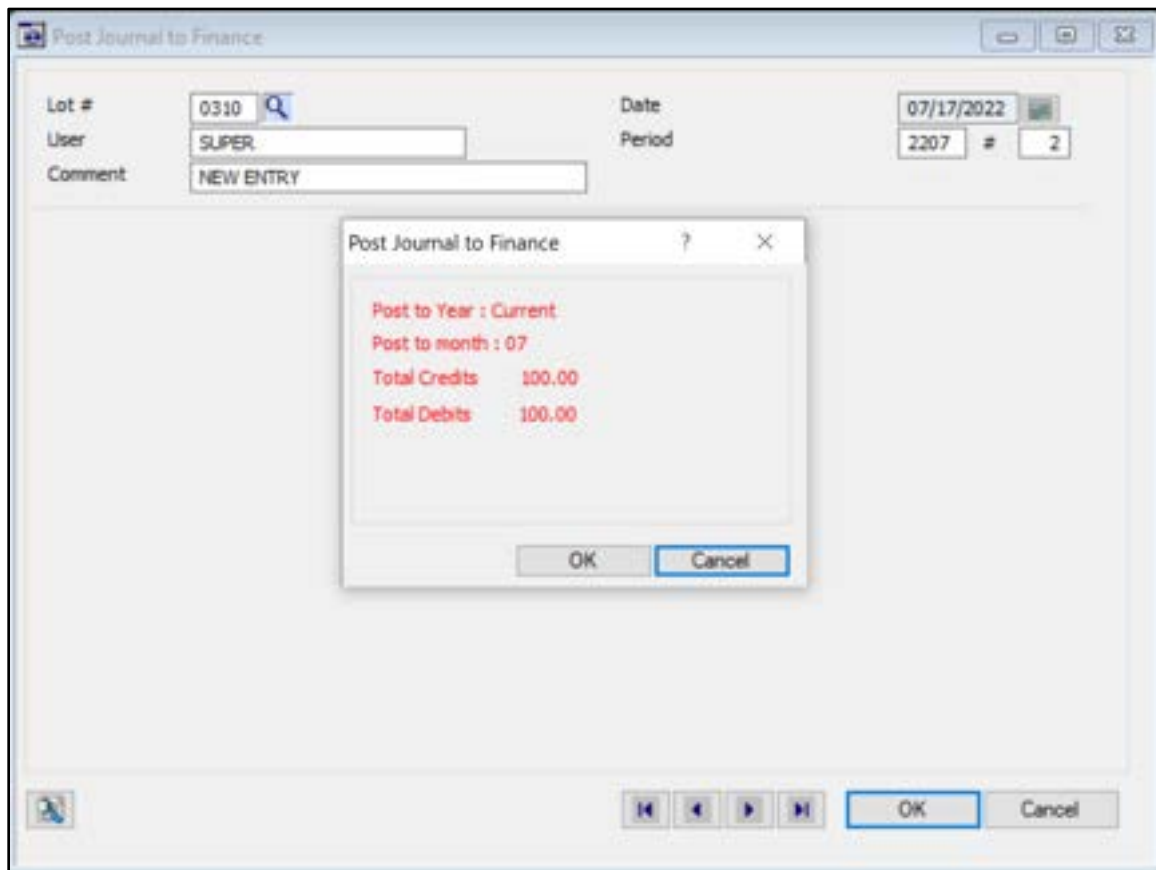 Post Journal to Finance
Lot # 0310 Date 07/17/2022
User SUPER Period 2207 # 2
Comment NEW ENTRY
Post Journal to Finance ?
Post to Year : Current
Post to month : 07
Total Credits 100.00
Total Debits 100.00
OK Cancel
OK Cancel